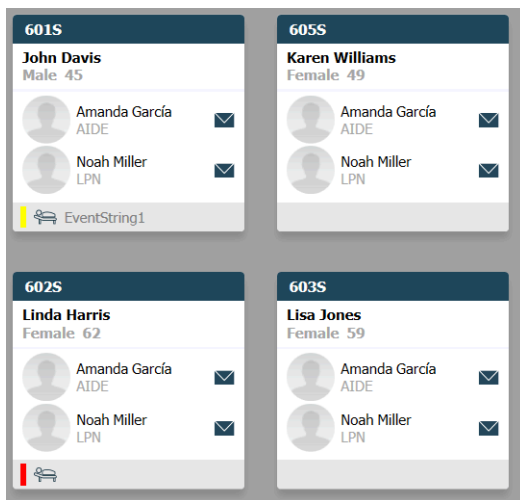 601S
John Davis
Male 45
Amanda García
AIDE
Noah Miller
LPN
EventString1
605S
Karen Williams
Female 49
Amanda García
AIDE
Noah Miller
LPN
602S
Linda Harris
Female 62
Amanda García
AIDE
Noah Miller
LPN
603S
Lisa Jones
Female 59
Amanda García
AIDE
Noah Miller
LPN